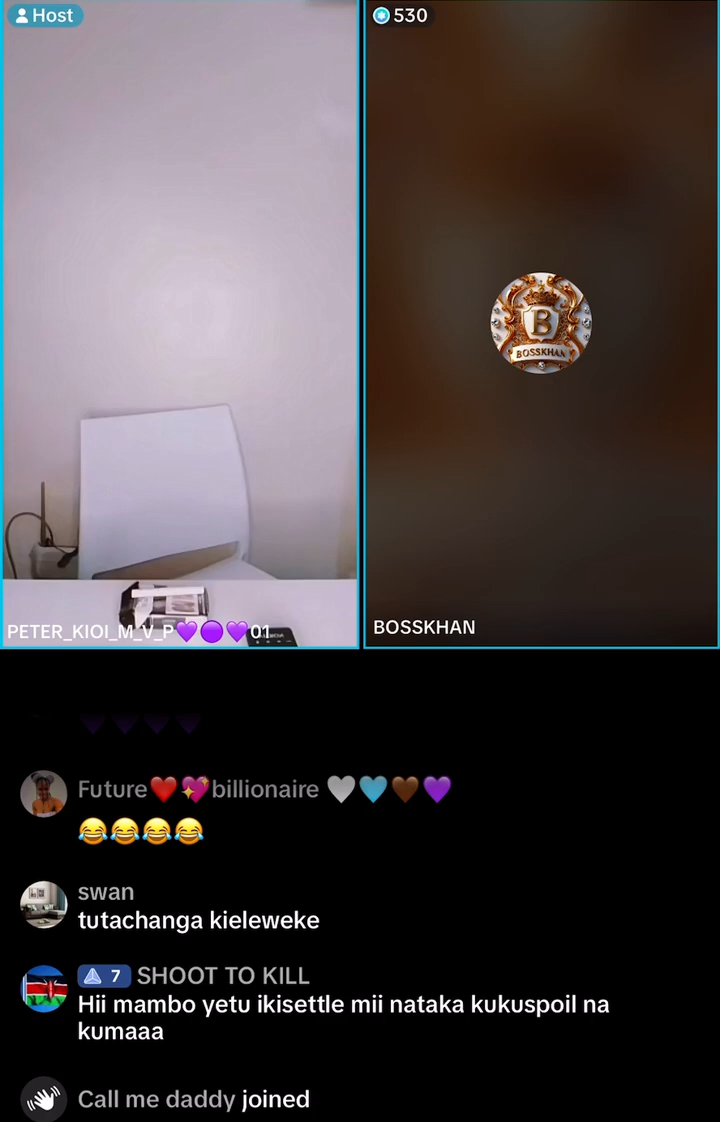 Host
530
B
BOSSKHAN
PETER_KIOI_M_V_P💜🟣💜01
BOSSKHAN
Future❤️💖billionaire 🤍🩵🤎💜
😂😂😂😂
swan
tutachanga kieleweke
7 SHOOT TO KILL
Hii mambo yetu ikisettle mii nataka kukuspoil na
kumaaa
Call me daddy joined